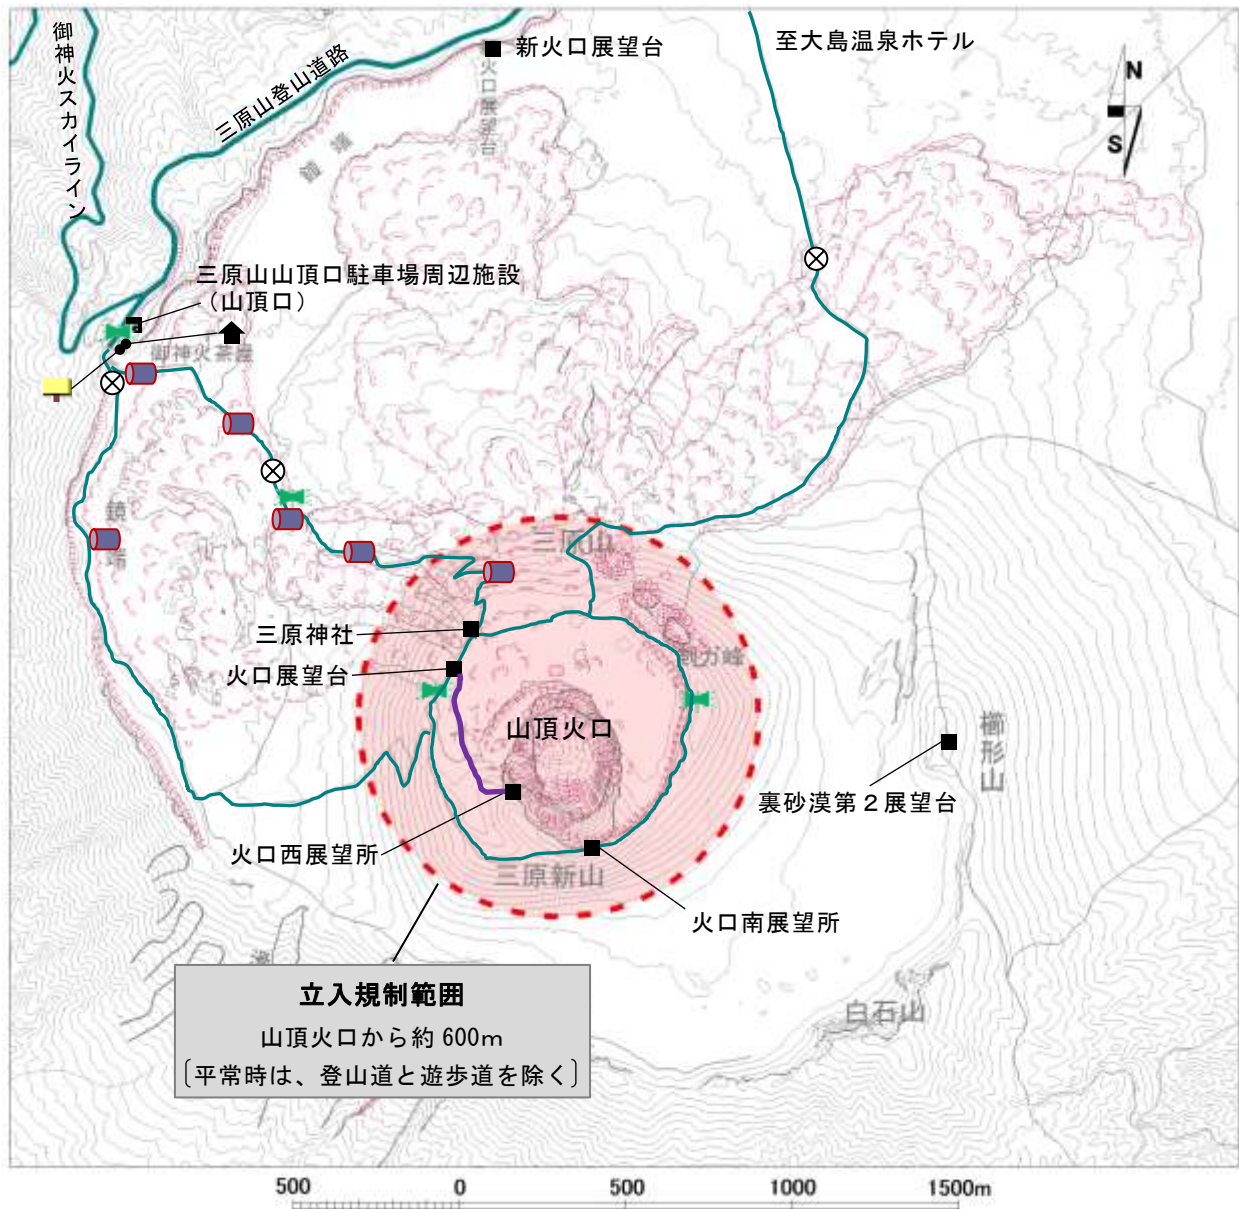 御神火スカイライン
三原山登山道路
新火口展望台
火口展望台
至大島温泉ホテル
N
S
鏡端
三原山山頂口駐車場周辺施設
（山頂口）
御神火茶屋
鏡端
三原山
三原神社
火口展望台
剣ガ峰
山頂火口
櫛形山
裏砂漠第２展望台
火口西展望所
三原新山
火口南展望所
立入規制範囲
山頂火口から約 600ｍ
〔平常時は、登山道と遊歩道を除く〕
白石山
500 0 500 1000 1500m